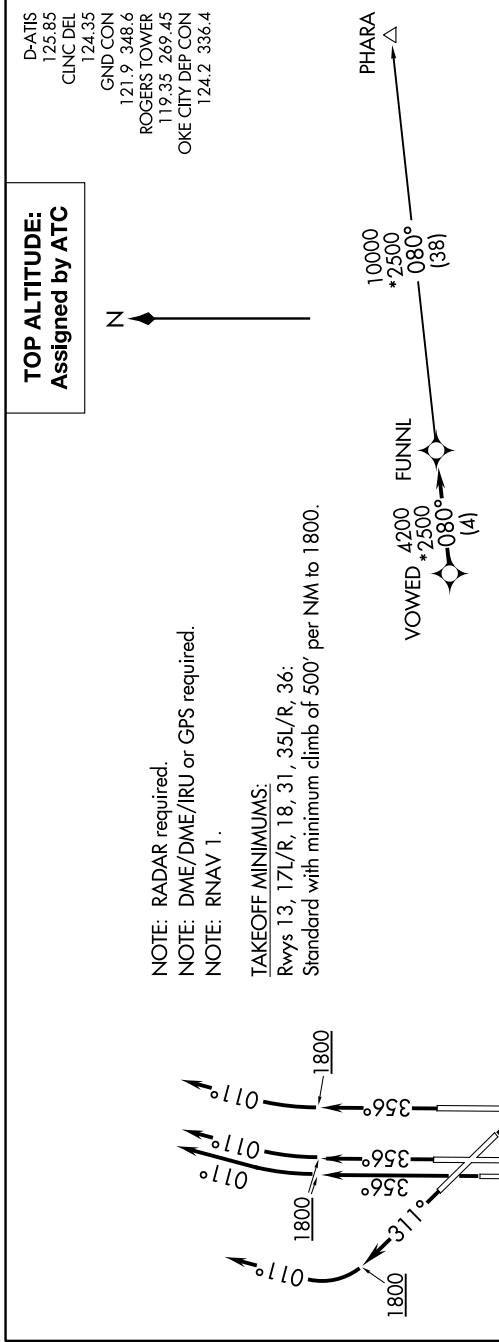 TOP ALTITUDE:
Assigned by ATC
D-ATIS
125.85
CLNC DEL
124.35
GND CON
121.9 348.6
ROGERS TOWER
119.35 269.45
OKE CITY DEP CON
124.2 336.4
N
NOTE: RADAR required.
NOTE: DME/DME/IRU or GPS required.
NOTE: RNAV 1.
TAKEOFF MINIMUMS:
Rwys 13, 17L/R, 18, 31, 35L/R, 36:
Standard with minimum climb of 500' per NM to 1800.
PHARA
10000
*2500
080°
(38)
FUNNL
VOWED
4200
*2500
080°
(4)
011°
011°
011°
011°
1800
1800
1800
356°
356°
356°
311°